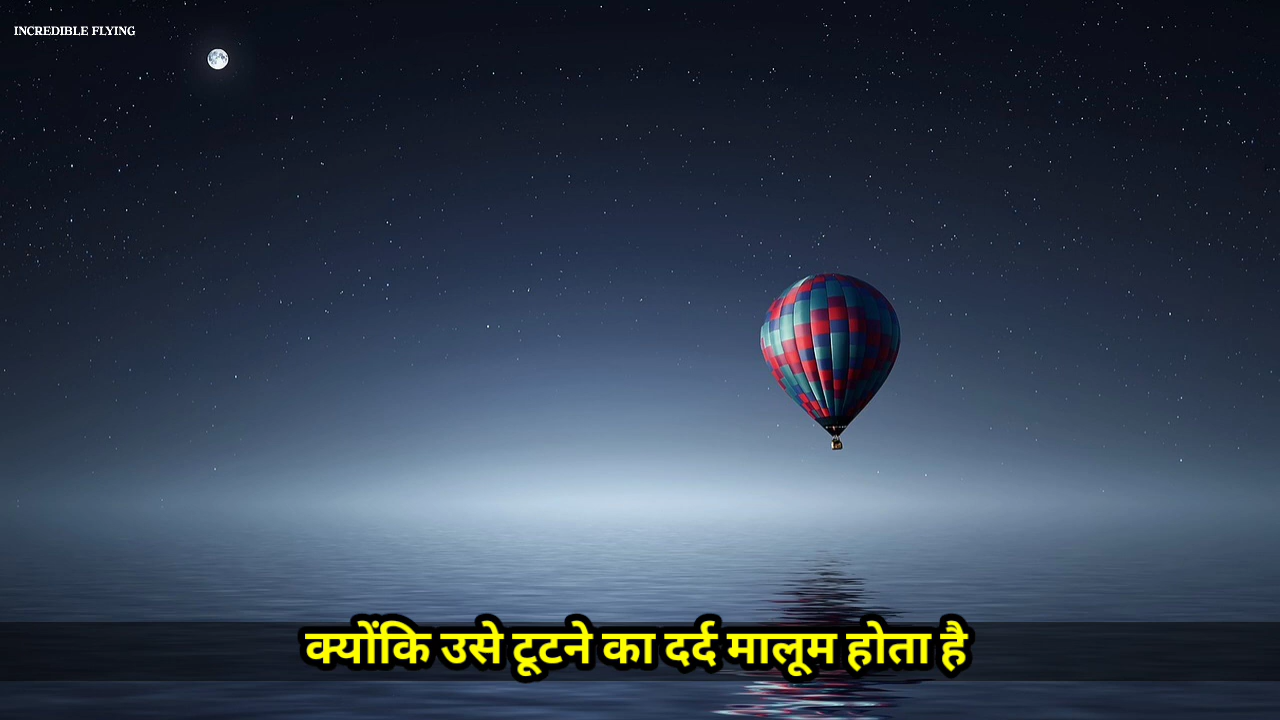 INCREDIBLE FLYING
क्योंकि उसे टूटने का दर्द मालूम होता है